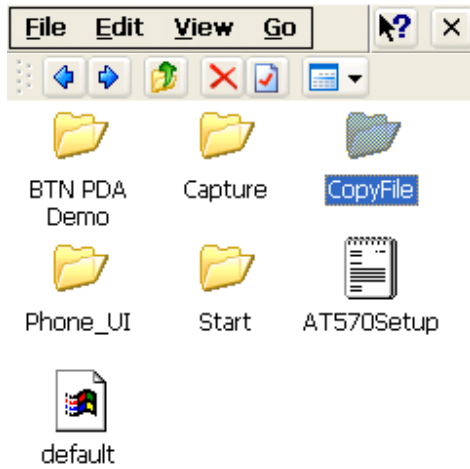 File Edit View Go
BTN PDA
Demo
Capture
CopyFile
Phone_UI
Start
AT570Setup
default